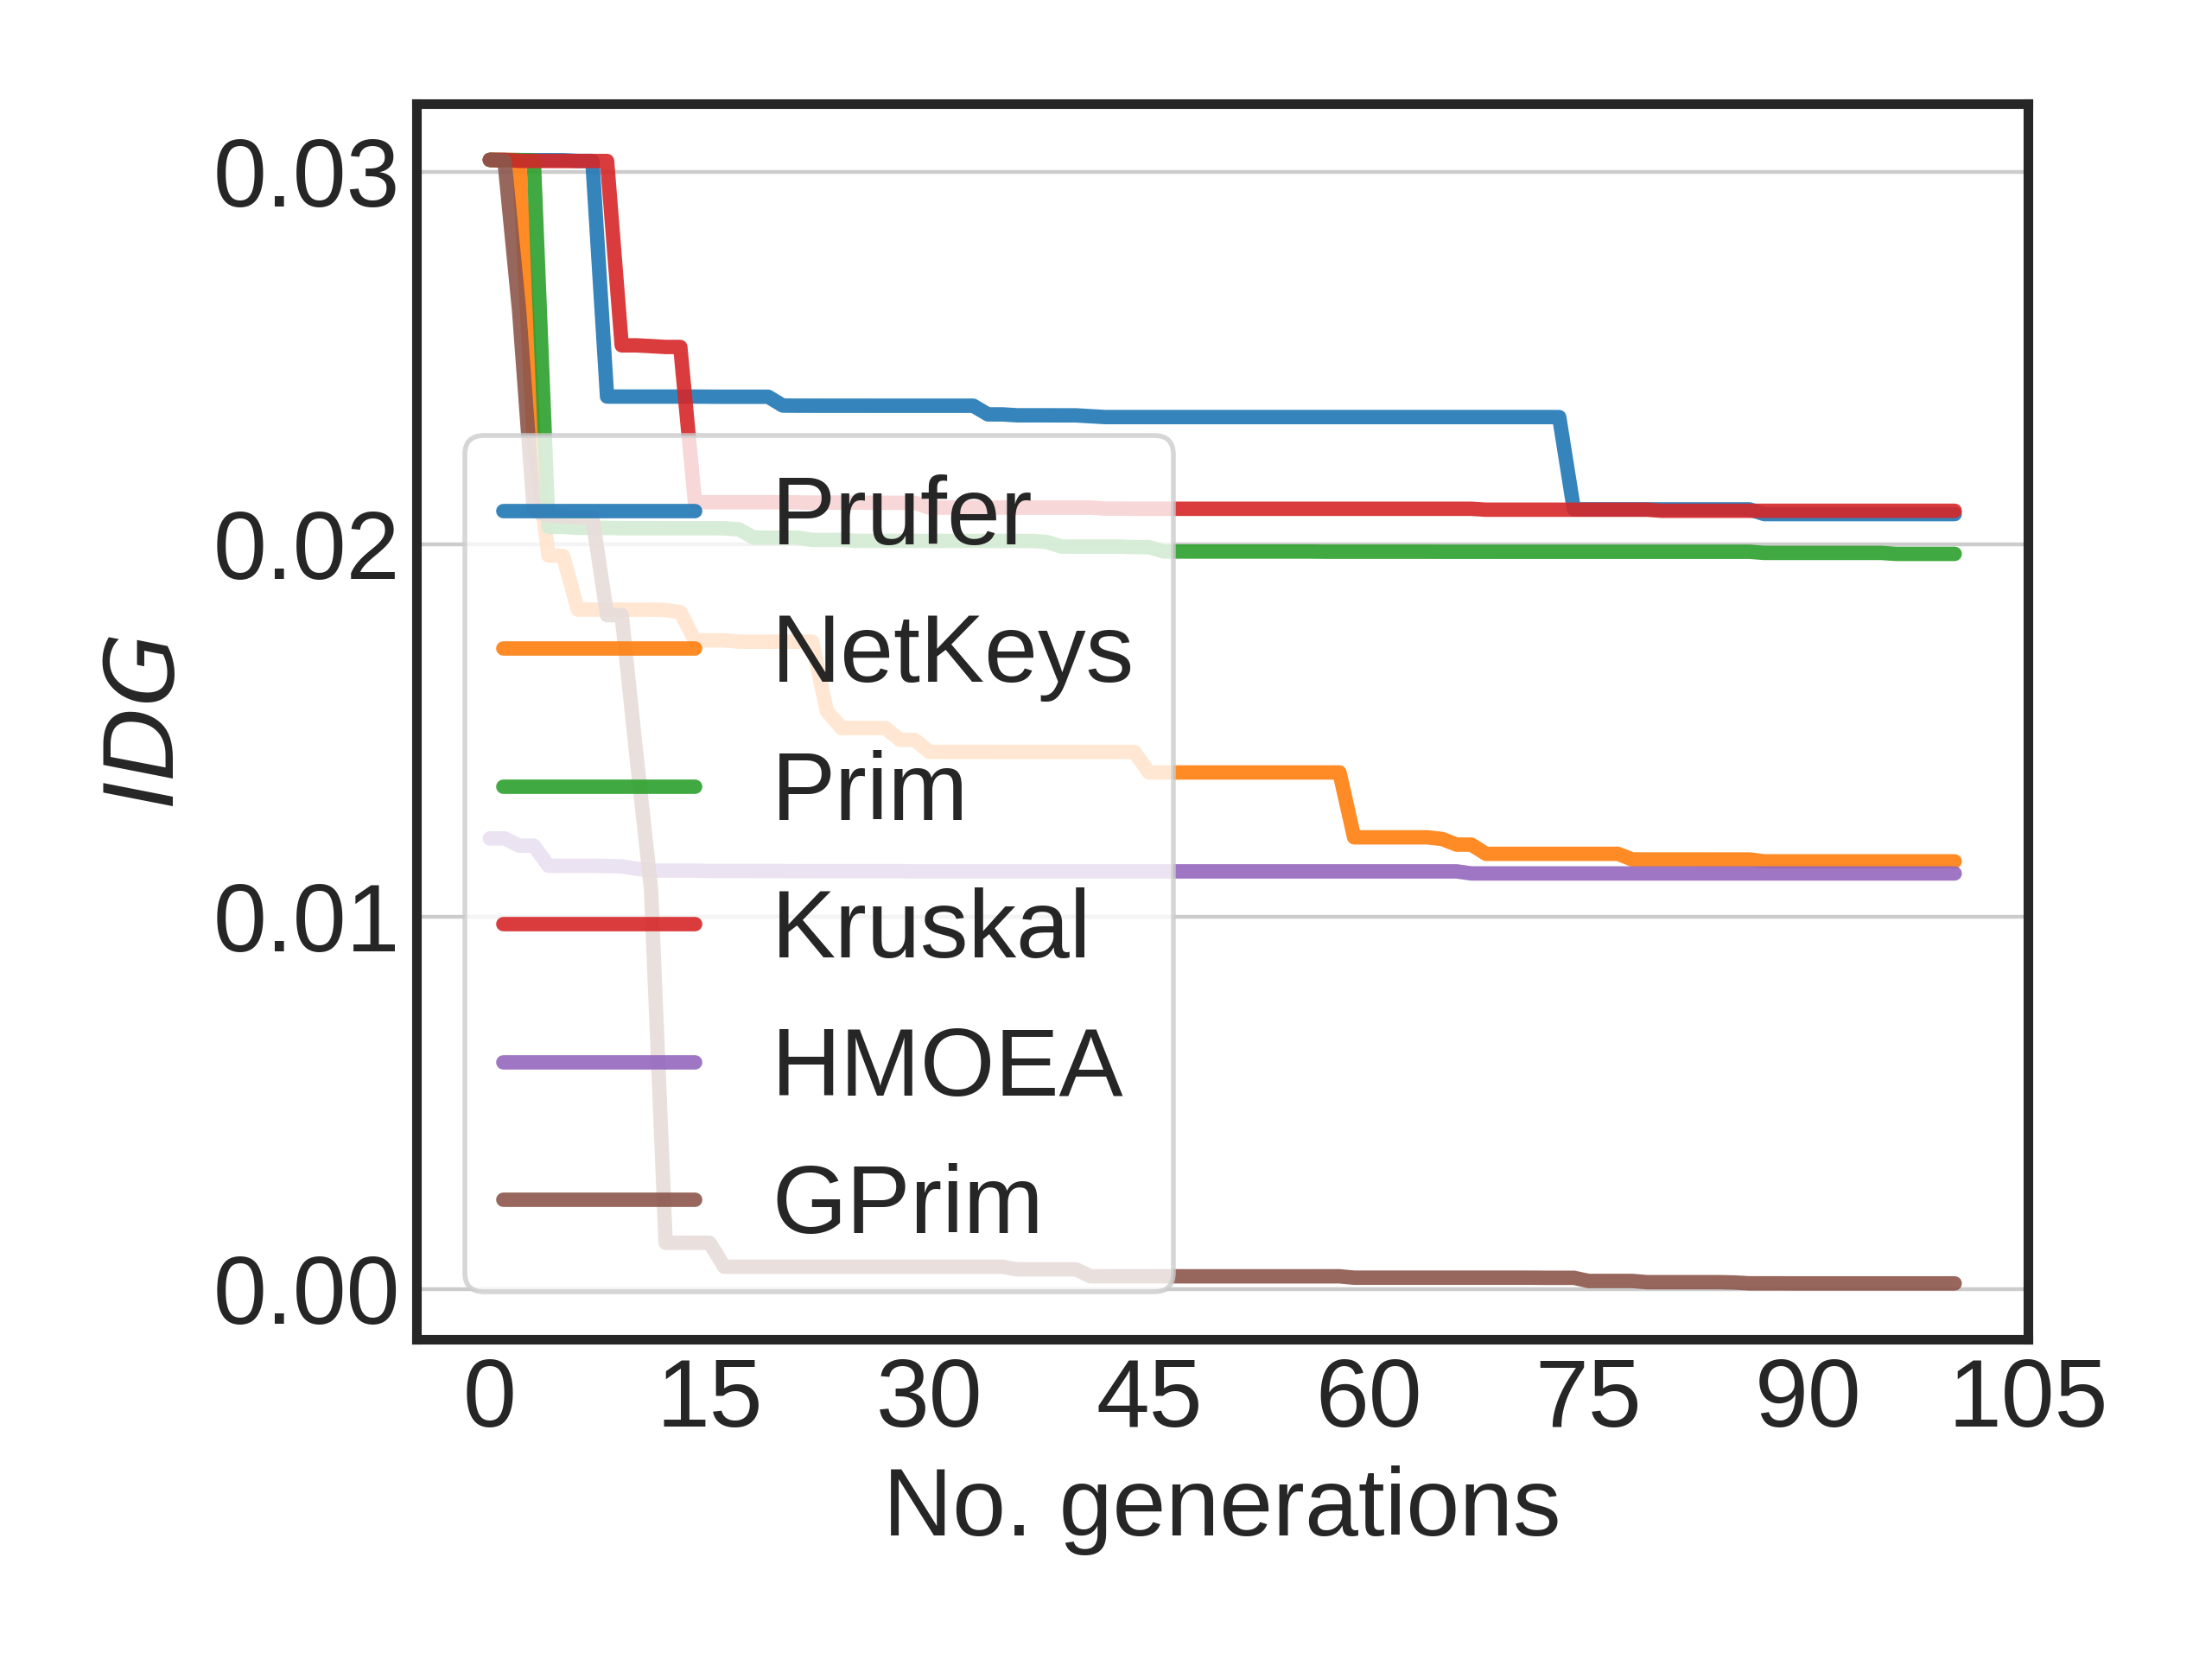 0.03
0.02
0.01
0.00
IDG
Prufer
NetKeys
Prim
Kruskal
HMOEA
GPrim
0 15 30 45 60 75 90 105
No. generations